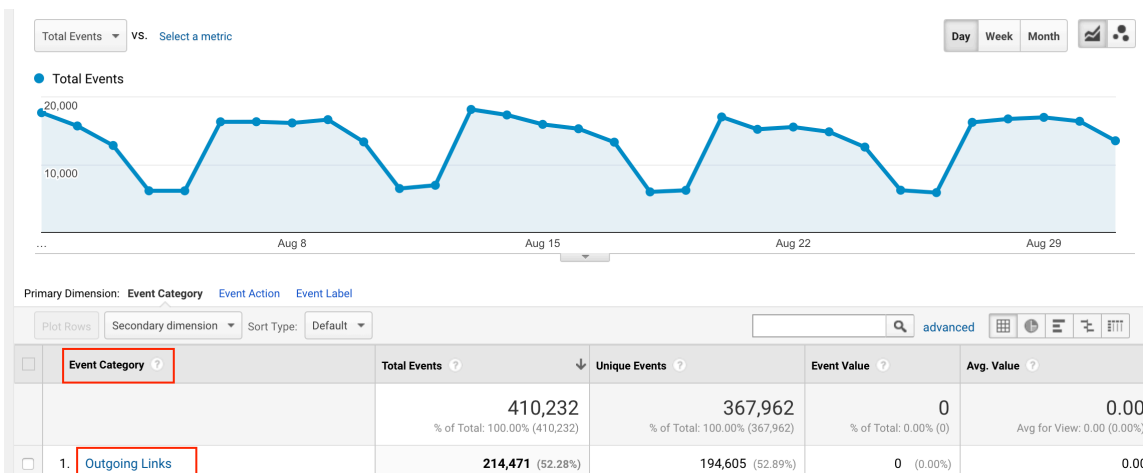 Total Events VS. Select a metric Day Week Month
Total Events
20,000
10,000
... Aug 8 Aug 15 Aug 22 Aug 29
Primary Dimension: Event Category Event Action Event Label
Plot Rows Secondary dimension Sort Type: Default advanced
Event Category ? Total Events ? Unique Events ? Event Value ? Avg. Value ?
410,232 367,962 0 0.00
% of Total: 100.00% (410,232) % of Total: 100.00% (367,962) % of Total: 0.00% (0) Avg for View: 0.00 (0.00%)
1. Outgoing Links 214,471 (52.28%) 194,605 (52.89%) 0 (0.00%) 0.00